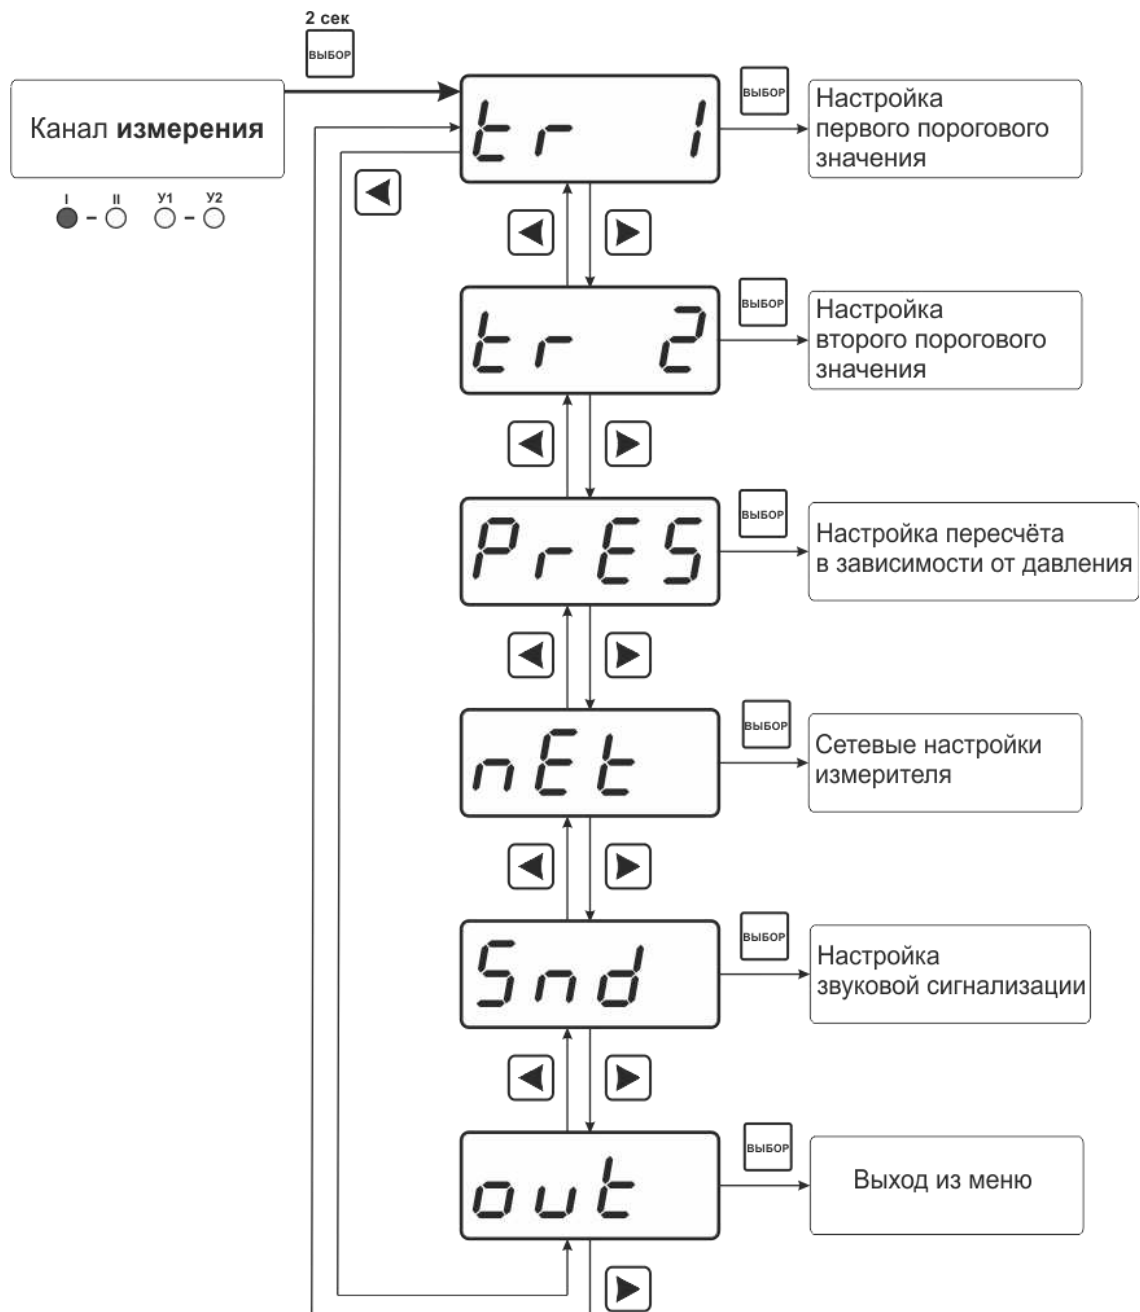 2 сек
ВЫБОР
Канал измерения
I II У1 У2
tr 1
ВЫБОР
Настройка
первого порогового
значения
tr 2
ВЫБОР
Настройка
второго порогового
значения
PrES
ВЫБОР
Настройка пересчёта
в зависимости от давления
nEt
ВЫБОР
Сетевые настройки
измерителя
Snd
ВЫБОР
Настройка
звуковой сигнализации
out
ВЫБОР
Выход из меню